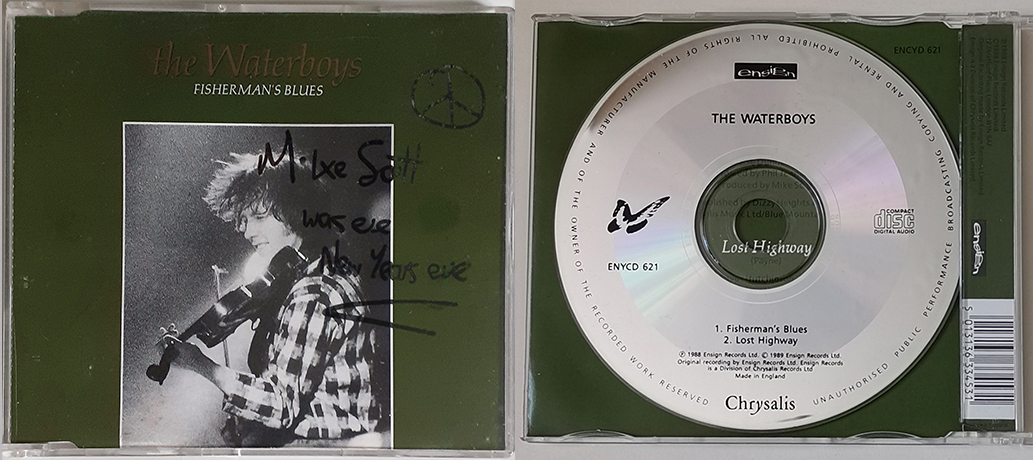 the Waterboys
FISHERMAN'S BLUES
Mike Scott
was ere
New Years eve
ENCYD 621
MANUFACTURER AND OF THE OWNER OF THE RECORDED WORK RESERVED
UNAUTHORISED PUBLIC PERFORMANCE BROADCASTING COPYING AND RENTAL PROHIBITED ALL RIGHTS OF THE
ensign
THE WATERBOYS
COMPACT
disc
DIGITAL AUDIO
Lost Highway
ENYCD 621
1. Fisherman's Blues
2. Lost Highway
℗ 1988 Ensign Records Ltd. © 1989 Ensign Records Ltd.
Original recording by Ensign Records Ltd. Ensign Records
is a Division of Chrysalis Records Ltd
Made in England
Chrysalis
ensign